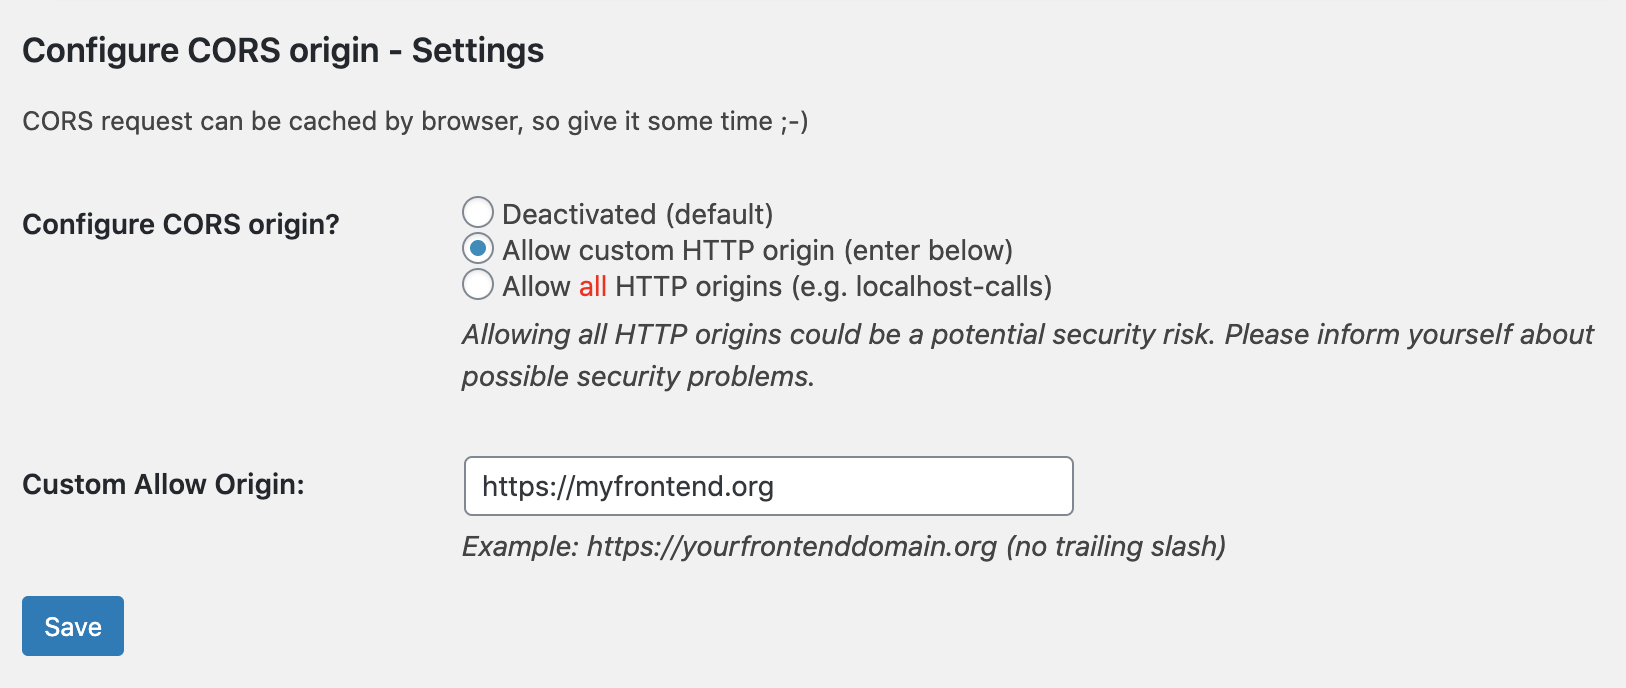 Configure CORS origin - Settings
CORS request can be cached by browser, so give it some time ;-)
Configure CORS origin?
Deactivated (default)
Allow custom HTTP origin (enter below)
Allow all HTTP origins (e.g. localhost-calls)
Allowing all HTTP origins could be a potential security risk. Please inform yourself about
possible security problems.
Custom Allow Origin:
https://myfrontend.org
Example: https://yourfrontenddomain.org (no trailing slash)
Save